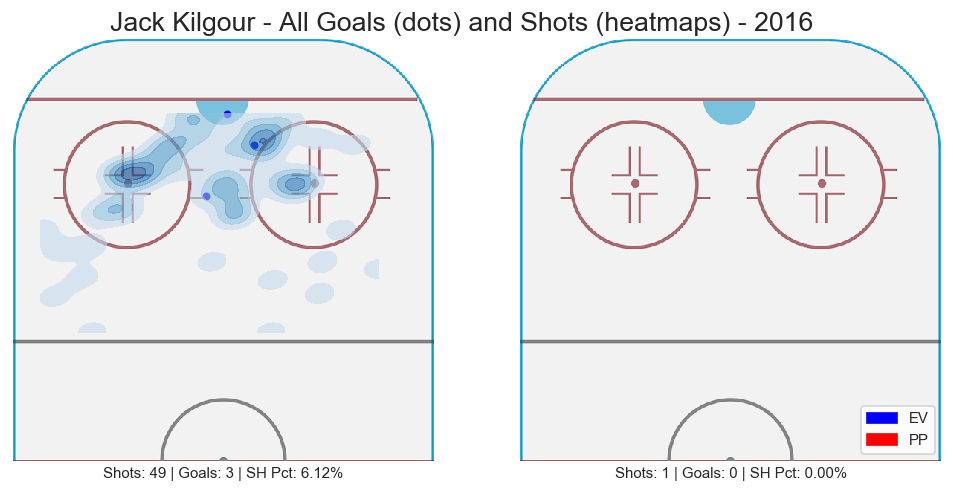 Jack Kilgour - All Goals (dots) and Shots (heatmaps) - 2016
EV
PP
Shots: 49 | Goals: 3 | SH Pct: 6.12%
Shots: 1 | Goals: 0 | SH Pct: 0.00%